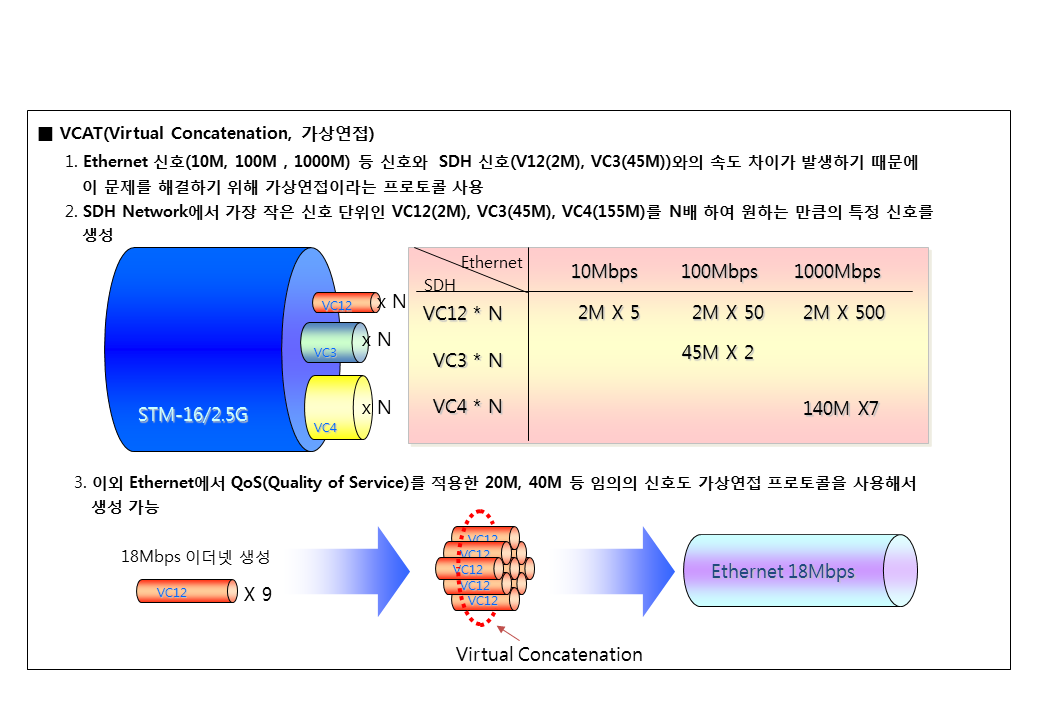 ■ VCAT(Virtual Concatenation, 가상연접)
1. Ethernet 신호(10M, 100M , 1000M) 등 신호와 SDH 신호(V12(2M), VC3(45M))와의 속도 차이가 발생하기 때문에
이 문제를 해결하기 위해 가상연접이라는 프로토콜 사용
2. SDH Network에서 가장 작은 신호 단위인 VC12(2M), VC3(45M), VC4(155M)를 N배 하여 원하는 만큼의 특정 신호를
생성
STM-16/2.5G
VC12 x N
VC3 x N
VC4 x N
Ethernet
SDH
10Mbps 100Mbps 1000Mbps
VC12 * N 2M X 5 2M X 50 2M X 500
VC3 * N 45M X 2
VC4 * N 140M X7
3. 이외 Ethernet에서 QoS(Quality of Service)를 적용한 20M, 40M 등 임의의 신호도 가상연접 프로토콜을 사용해서
생성 가능
18Mbps 이더넷 생성
VC12 X 9
VC12
VC12
VC12
VC12
VC12
Ethernet 18Mbps
Virtual Concatenation